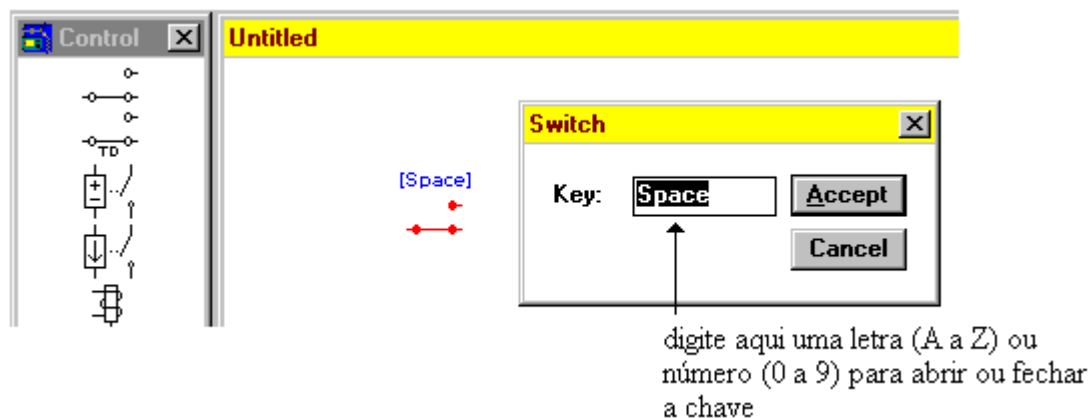 Control
Untitled
TD
[Space]
Switch
Key: Space Accept
Cancel
digite aqui uma letra (A a Z) ou
número (0 a 9) para abrir ou fechar
a chave